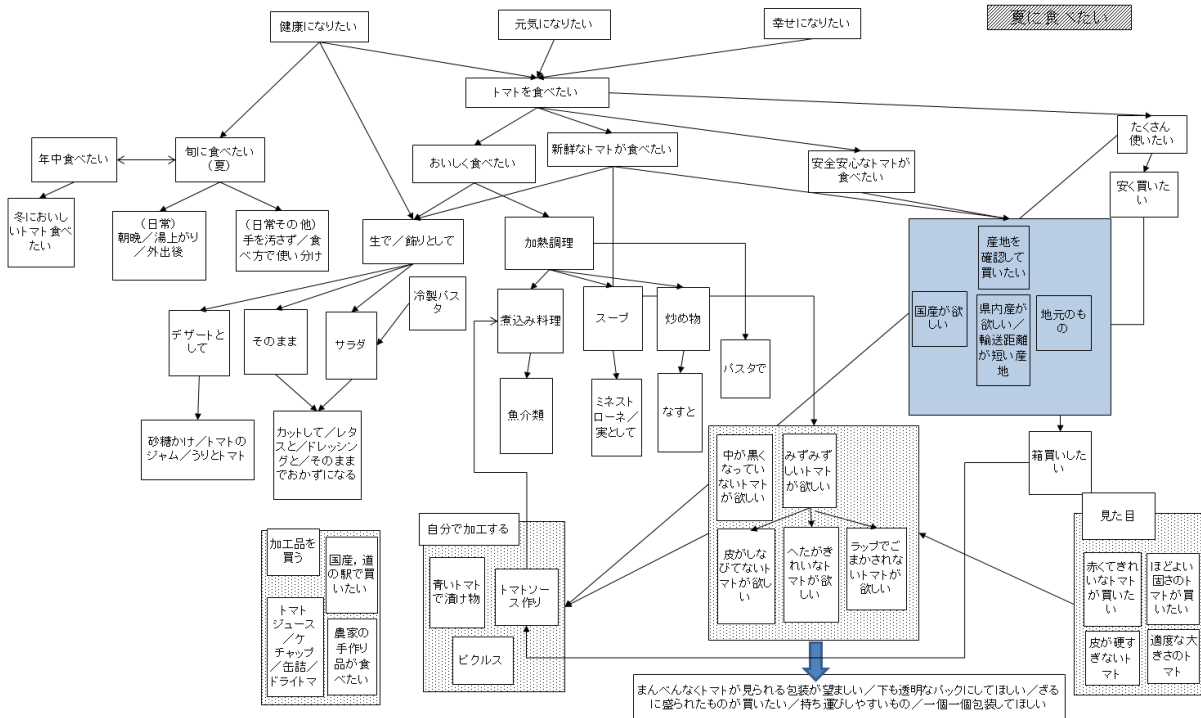 健康になりたい
元気になりたい
幸せになりたい
夏に食べたい
トマトを食べたい
たくさん
使いたい
年中食べたい
旬に食べたい
(夏)
おいしく食べたい
新鮮なトマトが食べたい
安全安心なトマトが
食べたい
安く買いた
い
冬においし
いトマト食べ
たい
(日常)
朝晩/湯上がり
/外出後
(日常その他)
手を汚さず/食
べ方で使い分け
生で/飾りとして
加熱調理
産地を
確認して
買いたい
国産が欲
しい
県内産が
欲しい/
輸送距離
が短い産
地
地元のも
の
冷製パス
タ
デザートと
して
そのまま
サラダ
煮込み料理
スープ
炒め物
パスタで
魚介類
ミネスト
ローネ/
実として
なすと
砂糖かけ/トマトの
ジャム/うりとトマト
カットして/レタ
スと/ドレッシン
グと/そのまま
でおかずになる
中が黒く
なってい
ないトマト
が欲しい
みずみず
しいトマト
が欲しい
箱買いした
い
皮がしな
びてないト
マトが欲し
い
へたがき
れいなトマ
トが欲しい
ラップでご
まかされな
いトマトが欲
しい
見た目
赤くてきれ
いなトマト
が買いたい
ほどよい
固さのト
マトが買
いたい
皮が硬す
ぎないトマ
ト
適度な大
きさのト
マト
自分で加工する
青いトマト
で漬け物
トマトソー
ス作り
ピクルス
加工品を
買う
国産,道
の駅で買
いたい
トマト
ジュース
/ケ
チャップ
/缶詰/
ドライトマ
農家の
手作り
品が食
べたい
まんべんなくトマトが見られる包装が望ましい/下も透明なパックにしてほしい/ざる
に盛られたものが買いたい/持ち運びしやすいもの/一個一個包装してほしい